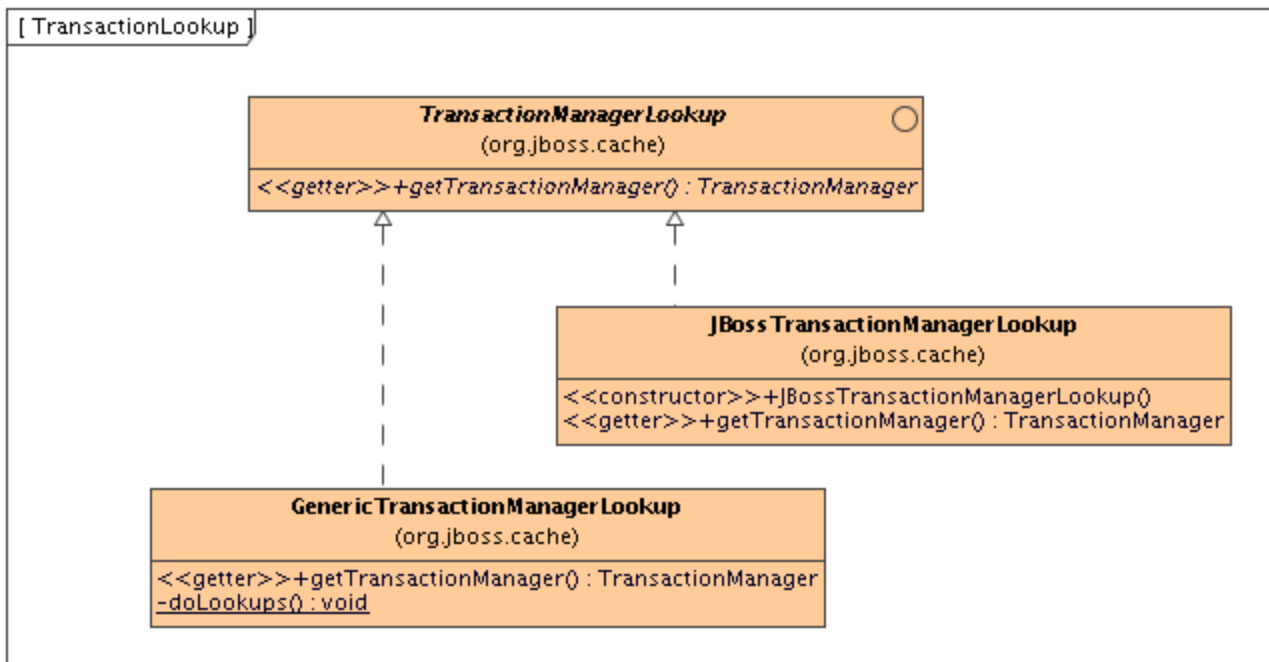 [ TransactionLookup ]
TransactionManagerLookup
(org.jboss.cache)
<<getter>>+getTransactionManager() : TransactionManager
JBossTransactionManagerLookup
(org.jboss.cache)
<<constructor>>+JBossTransactionManagerLookup()
<<getter>>+getTransactionManager() : TransactionManager
GenericTransactionManagerLookup
(org.jboss.cache)
<<getter>>+getTransactionManager() : TransactionManager
-doLookups() : void